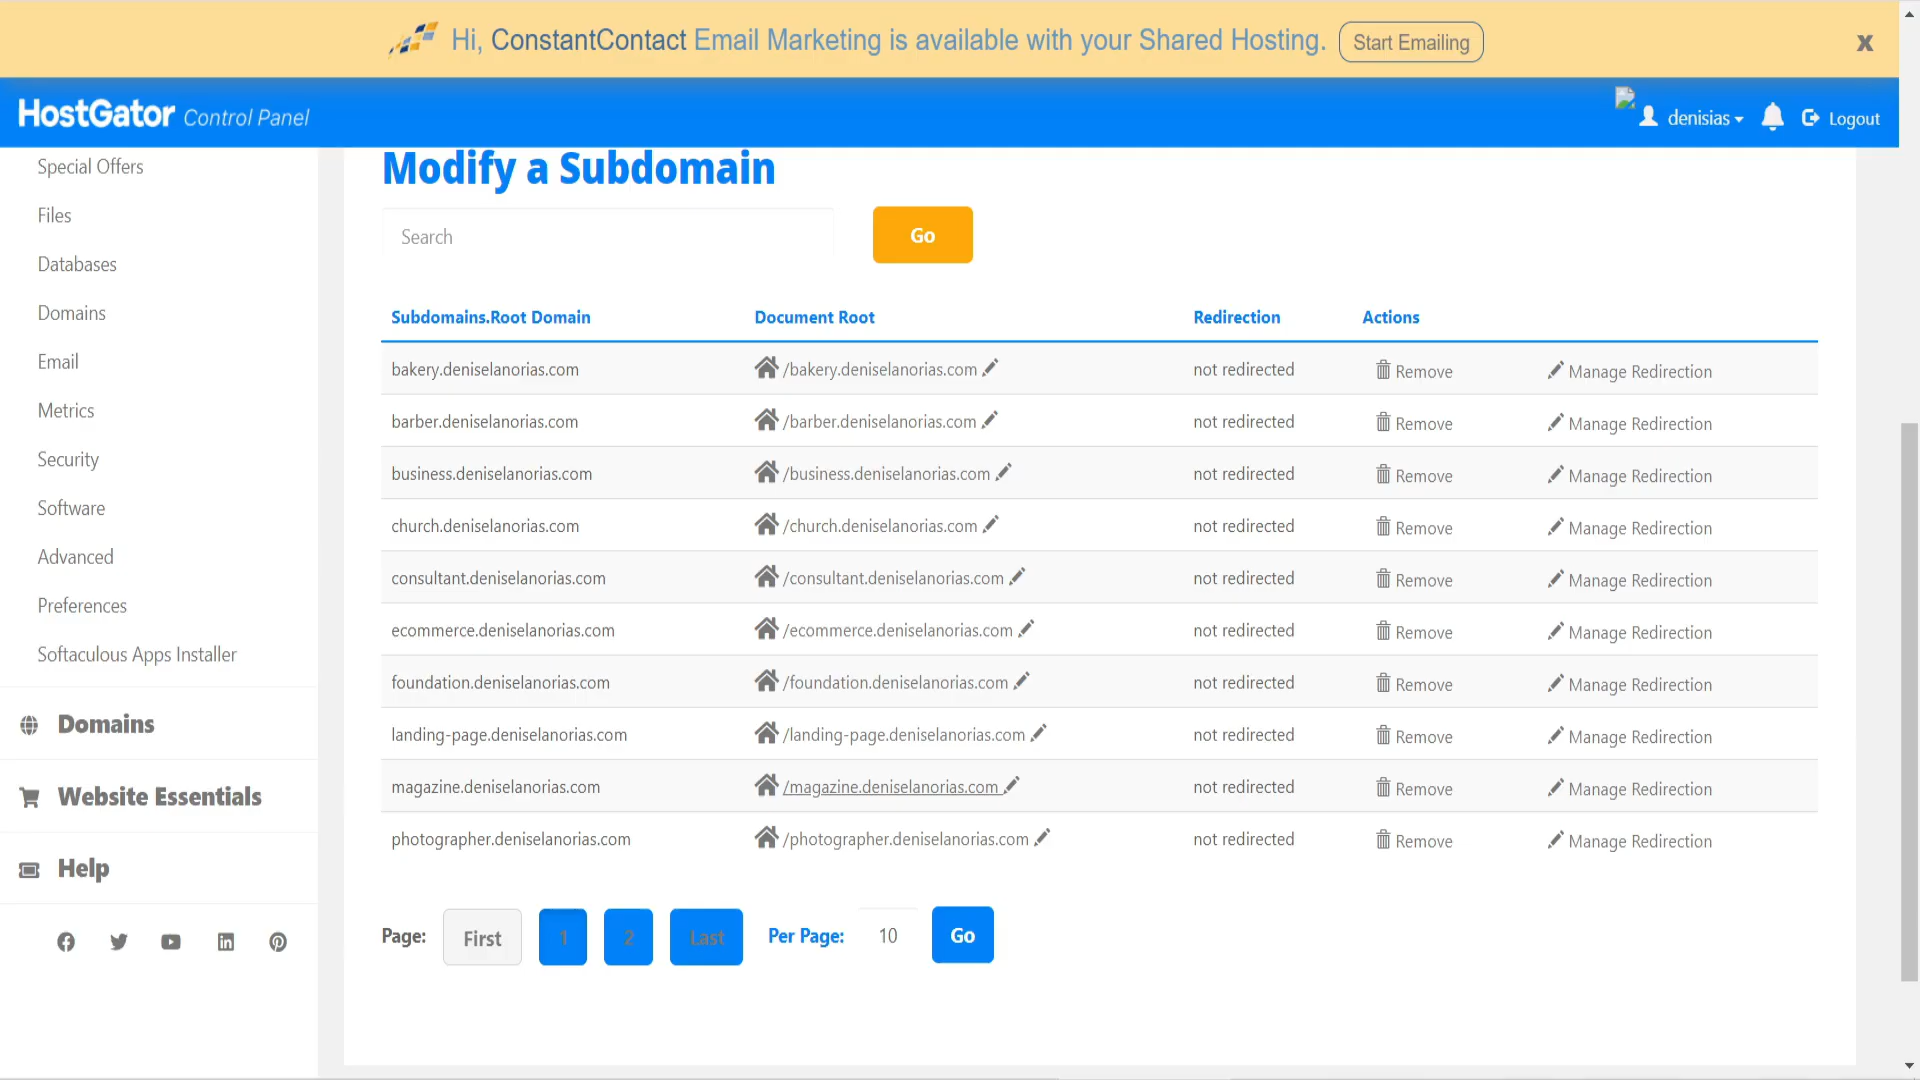 Hi, ConstantContact Email Marketing is available with your Shared Hosting. Start Emailing X
HostGator Control Panel denisias Logout
Special Offers
Files
Databases
Domains
Email
Metrics
Security
Software
Advanced
Preferences
Softaculous Apps Installer
Domains
Website Essentials
Help
Modify a Subdomain
Search Go
Subdomains.Root Domain Document Root Redirection Actions
bakery.deniselanorias.com /bakery.deniselanorias.com not redirected Remove Manage Redirection
barber.deniselanorias.com /barber.deniselanorias.com not redirected Remove Manage Redirection
business.deniselanorias.com /business.deniselanorias.com not redirected Remove Manage Redirection
church.deniselanorias.com /church.deniselanorias.com not redirected Remove Manage Redirection
consultant.deniselanorias.com /consultant.deniselanorias.com not redirected Remove Manage Redirection
ecommerce.deniselanorias.com /ecommerce.deniselanorias.com not redirected Remove Manage Redirection
foundation.deniselanorias.com /foundation.deniselanorias.com not redirected Remove Manage Redirection
landing-page.deniselanorias.com /landing-page.deniselanorias.com not redirected Remove Manage Redirection
magazine.deniselanorias.com /magazine.deniselanorias.com not redirected Remove Manage Redirection
photographer.deniselanorias.com /photographer.deniselanorias.com not redirected Remove Manage Redirection
Page: First 1 2 Last Per Page: 10 Go